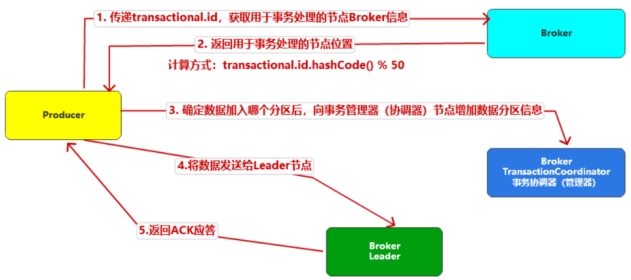 1. 传递transactional.id，获取用于事务处理的节点Broker信息
Broker
2. 返回用于事务处理的节点位置
计算方式：transactional.id.hashCode() % 50
Producer
3. 确定数据加入哪个分区后，向事务管理器（协调器）节点增加数据分区信息
Broker
TransactionCoordinator
事务协调器（管理器）
4.将数据发送给Leader节点
5.返回ACK应答
Broker
Leader